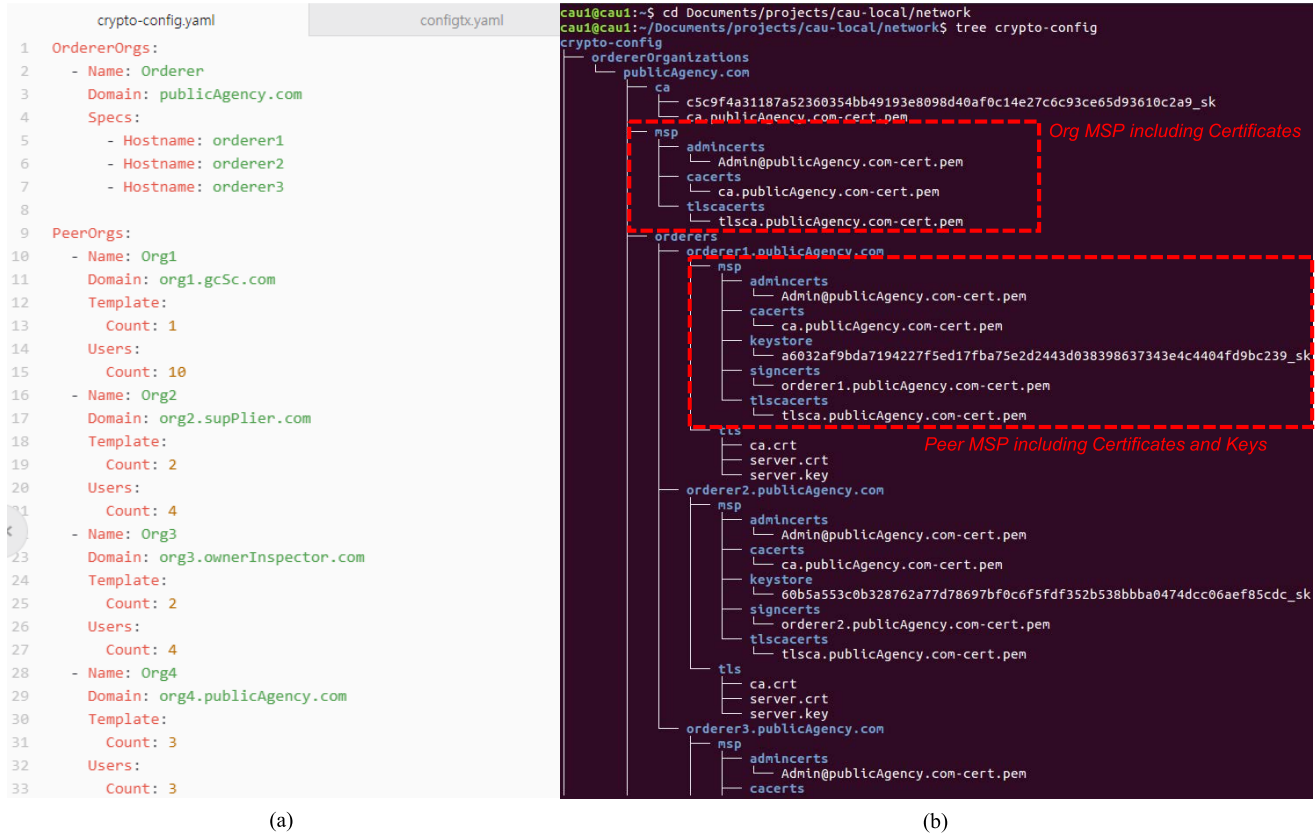 crypto-config.yaml
configtx.yaml
1 OrdererOrgs:
2 - Name: Orderer
3 Domain: publicAgency.com
4 Specs:
5 - Hostname: orderer1
6 - Hostname: orderer2
7 - Hostname: orderer3
8
9 PeerOrgs:
10 - Name: Org1
11 Domain: org1.gcSc.com
12 Template:
13 Count: 1
14 Users:
15 Count: 10
16 - Name: Org2
17 Domain: org2.supPlier.com
18 Template:
19 Count: 2
20 Users:
21 Count: 4
- Name: Org3
23 Domain: org3.ownerInspector.com
24 Template:
25 Count: 2
26 Users:
27 Count: 4
28 - Name: Org4
29 Domain: org4.publicAgency.com
30 Template:
31 Count: 3
32 Users:
33 Count: 3
(a)
cau1@cau1:~$ cd Documents/projects/cau-local/network
cau1@cau1:~/Documents/projects/cau-local/network$ tree crypto-config
crypto-config
├── ordererOrganizations
│   └── publicAgency.com
├── ca
│   ├── c5c9f4a31187a52360354bb49193e8098d40af0c14e27c6c93ce65d93610c2a9_sk
│   └── ca.publicAgency.com-cert.pem
├── msp
Org MSP including Certificates
├── admincerts
│   └── Admin@publicAgency.com-cert.pem
├── cacerts
│   └── ca.publicAgency.com-cert.pem
└── tlscacerts
└── tlsca.publicAgency.com-cert.pem
├── orderers
├── orderer1.publicAgency.com
├── msp
├── admincerts
│   └── Admin@publicAgency.com-cert.pem
├── cacerts
│   └── ca.publicAgency.com-cert.pem
├── keystore
│   └── a6032af9bda7194227f5ed17fba75e2d2443d038398637343e4c4404fd9bc239_sk
├── signcerts
│   └── orderer1.publicAgency.com-cert.pem
└── tlscacerts
└── tlsca.publicAgency.com-cert.pem
└── tls
Peer MSP including Certificates and Keys
├── ca.crt
├── server.crt
└── server.key
├── orderer2.publicAgency.com
├── msp
├── admincerts
│   └── Admin@publicAgency.com-cert.pem
├── cacerts
│   └── ca.publicAgency.com-cert.pem
├── keystore
│   └── 60b5a553c0b328762a77d78697bf0c6f5fdf352b538bbba0474dcc06aef85cdc_sk
├── signcerts
│   └── orderer2.publicAgency.com-cert.pem
└── tlscacerts
└── tlsca.publicAgency.com-cert.pem
└── tls
├── ca.crt
├── server.crt
└── server.key
└── orderer3.publicAgency.com
├── msp
├── admincerts
│   └── Admin@publicAgency.com-cert.pem
├── cacerts
(b)